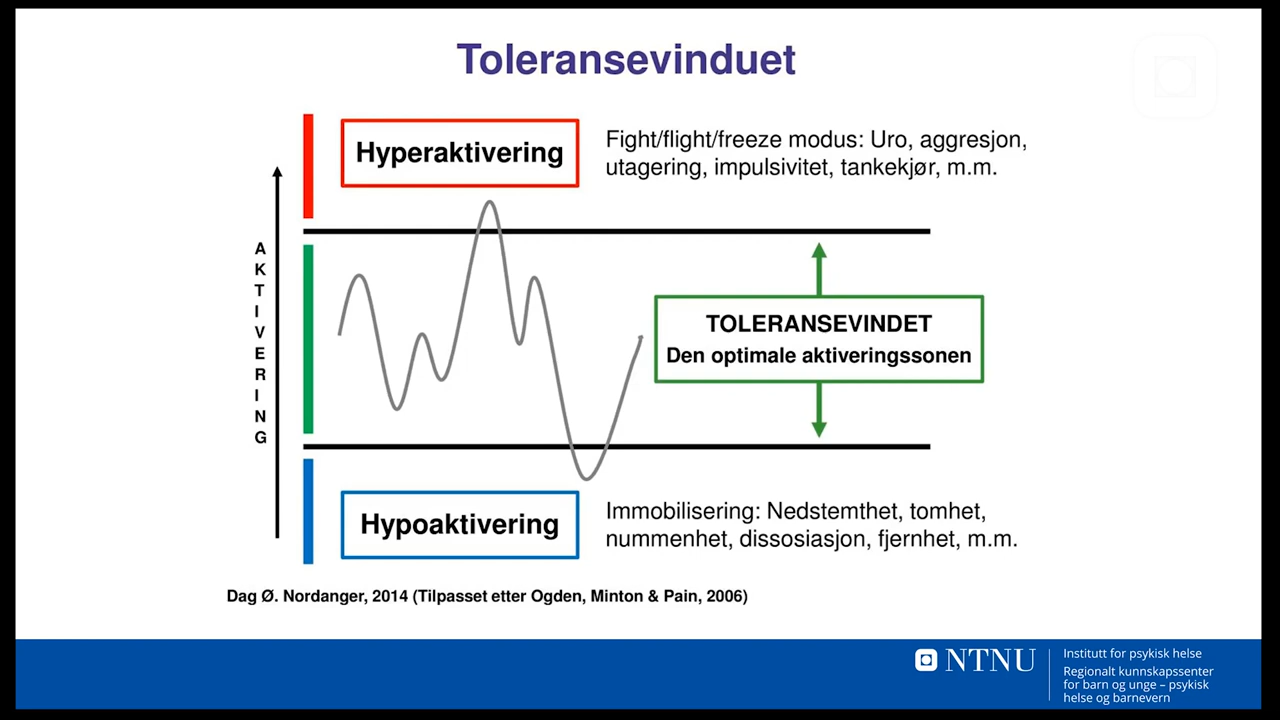 Toleransevinduet
Hyperaktivering
Fight/flight/freeze modus: Uro, aggresjon,
utagering, impulsivitet, tankekjør, m.m.
AKTIVERING
TOLERANSEVINDET
Den optimale aktiveringssonen
Hypoaktivering
Immobilisering: Nedstemthet, tomhet,
nummenhet, dissosiasjon, fjernhet, m.m.
Dag Ø. Nordanger, 2014 (Tilpasset etter Ogden, Minton & Pain, 2006)
NTNU
Institutt for psykisk helse
Regionalt kunnskapssenter
for barn og unge – psykisk
helse og barnevern